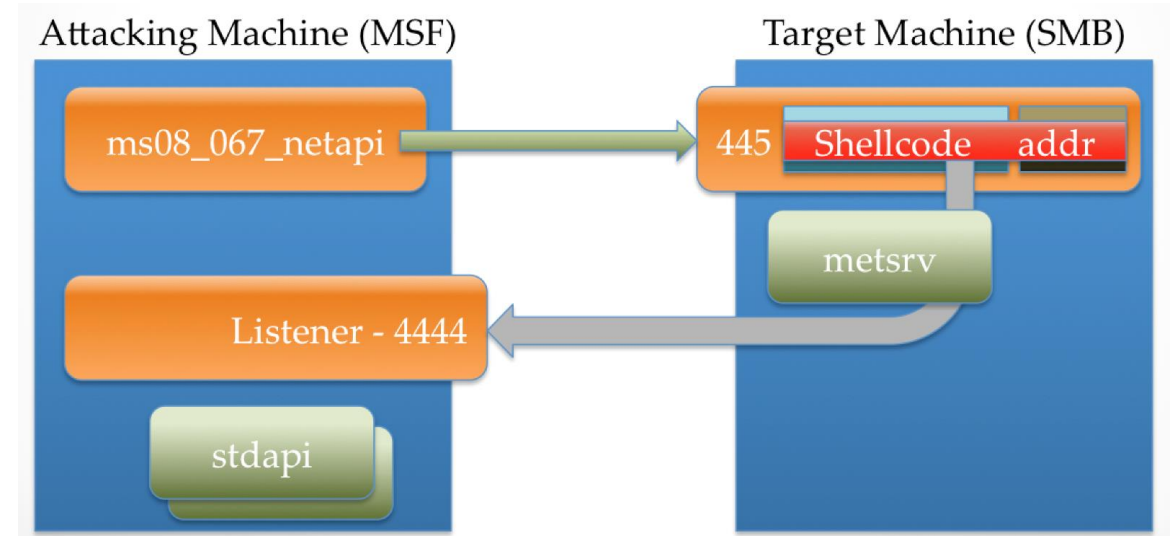 Attacking Machine (MSF)
Target Machine (SMB)
ms08_067_netapi
445
Shellcode
addr
metsrv
Listener - 4444
stdapi